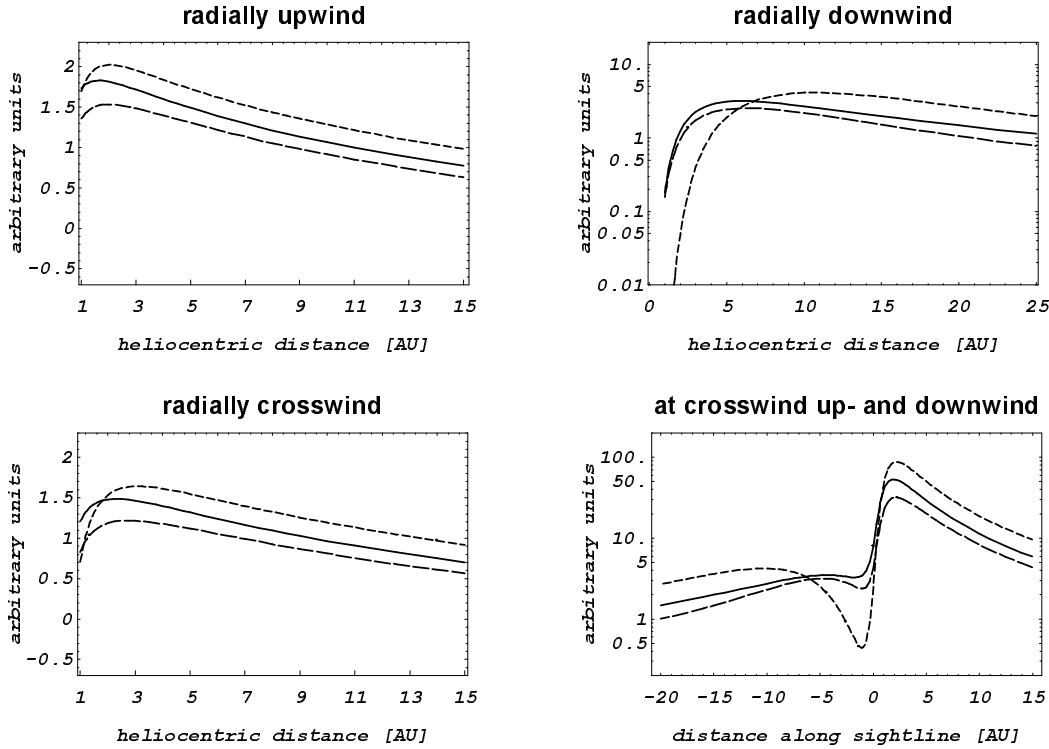 radially upwind
arbitrary units
2
1.5
1
0.5
0
-0.5
1 3 5 7 9 11 13 15
heliocentric distance [AU]
radially downwind
arbitrary units
10.
5
1
0.5
0.1
0.05
0.01
0 5 10 15 20 25
heliocentric distance [AU]
radially crosswind
arbitrary units
2
1.5
1
0.5
0
-0.5
1 3 5 7 9 11 13 15
heliocentric distance [AU]
at crosswind up- and downwind
arbitrary units
100.
50.
10.
5
1
0.5
-20 -15 -10 -5 0 5 10 15
distance along sightline [AU]